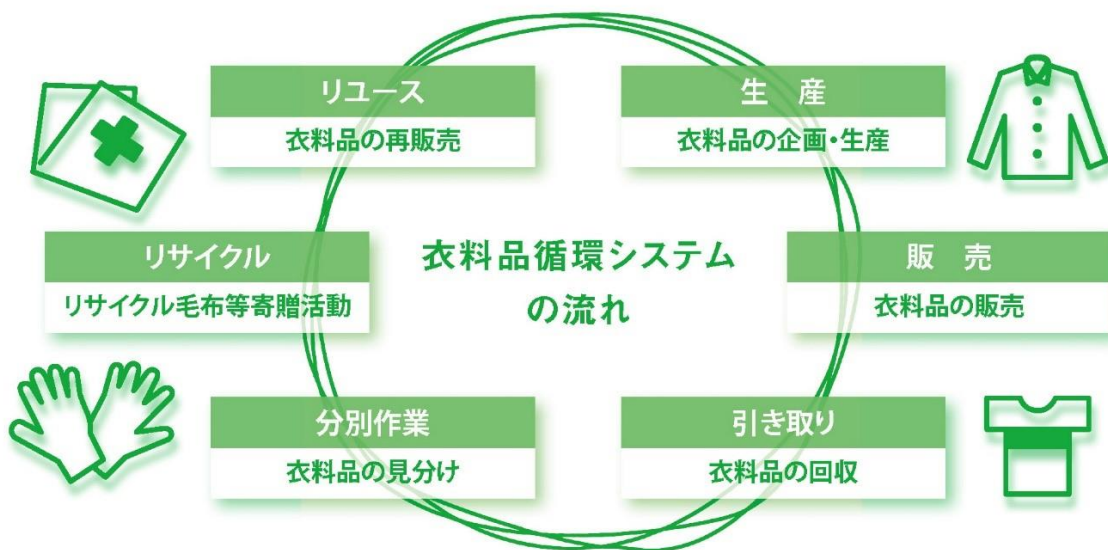 リユース
衣料品の再販売
生　産
衣料品の企画・生産
リサイクル
リサイクル毛布等寄贈活動
衣料品循環システム
の流れ
販　売
衣料品の販売
分別作業
衣料品の見分け
引き取り
衣料品の回収